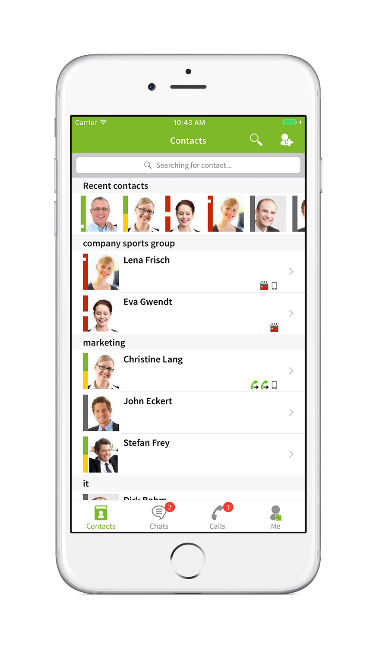 Carrier 10:43 AM
Contacts
Searching for contact...
Recent contacts
company sports group
Lena Frisch
Eva Gwendt
marketing
Christine Lang
John Eckert
Stefan Frey
it
Dirk Bohm
2
1
Contacts Chats Calls Me